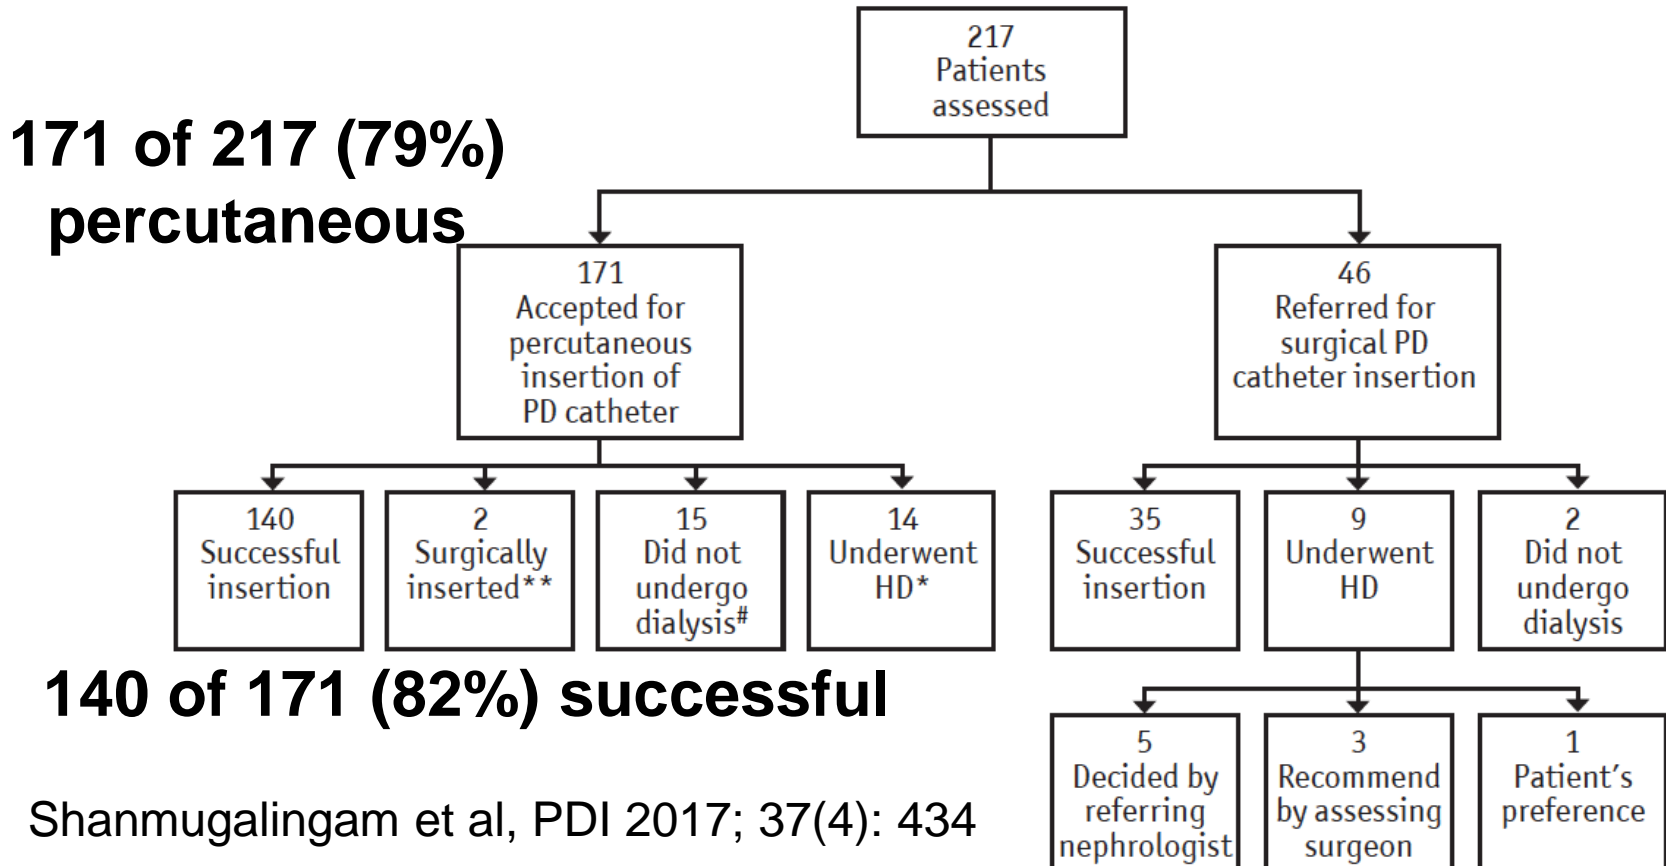 217
Patients
assessed
171 of 217 (79%)
percutaneous
171
Accepted for
percutaneous
insertion of
PD catheter
46
Referred for
surgical PD
catheter insertion
140
Successful
insertion
2
Surgically
inserted**
15
Did not
undergo
dialysis#
14
Underwent
HD*
35
Successful
insertion
9
Underwent
HD
2
Did not
undergo
dialysis
140 of 171 (82%) successful
5
Decided by
referring
nephrologist
3
Recommend
by assessing
surgeon
1
Patient's
preference
Shanmugalingam et al, PDI 2017; 37(4): 434